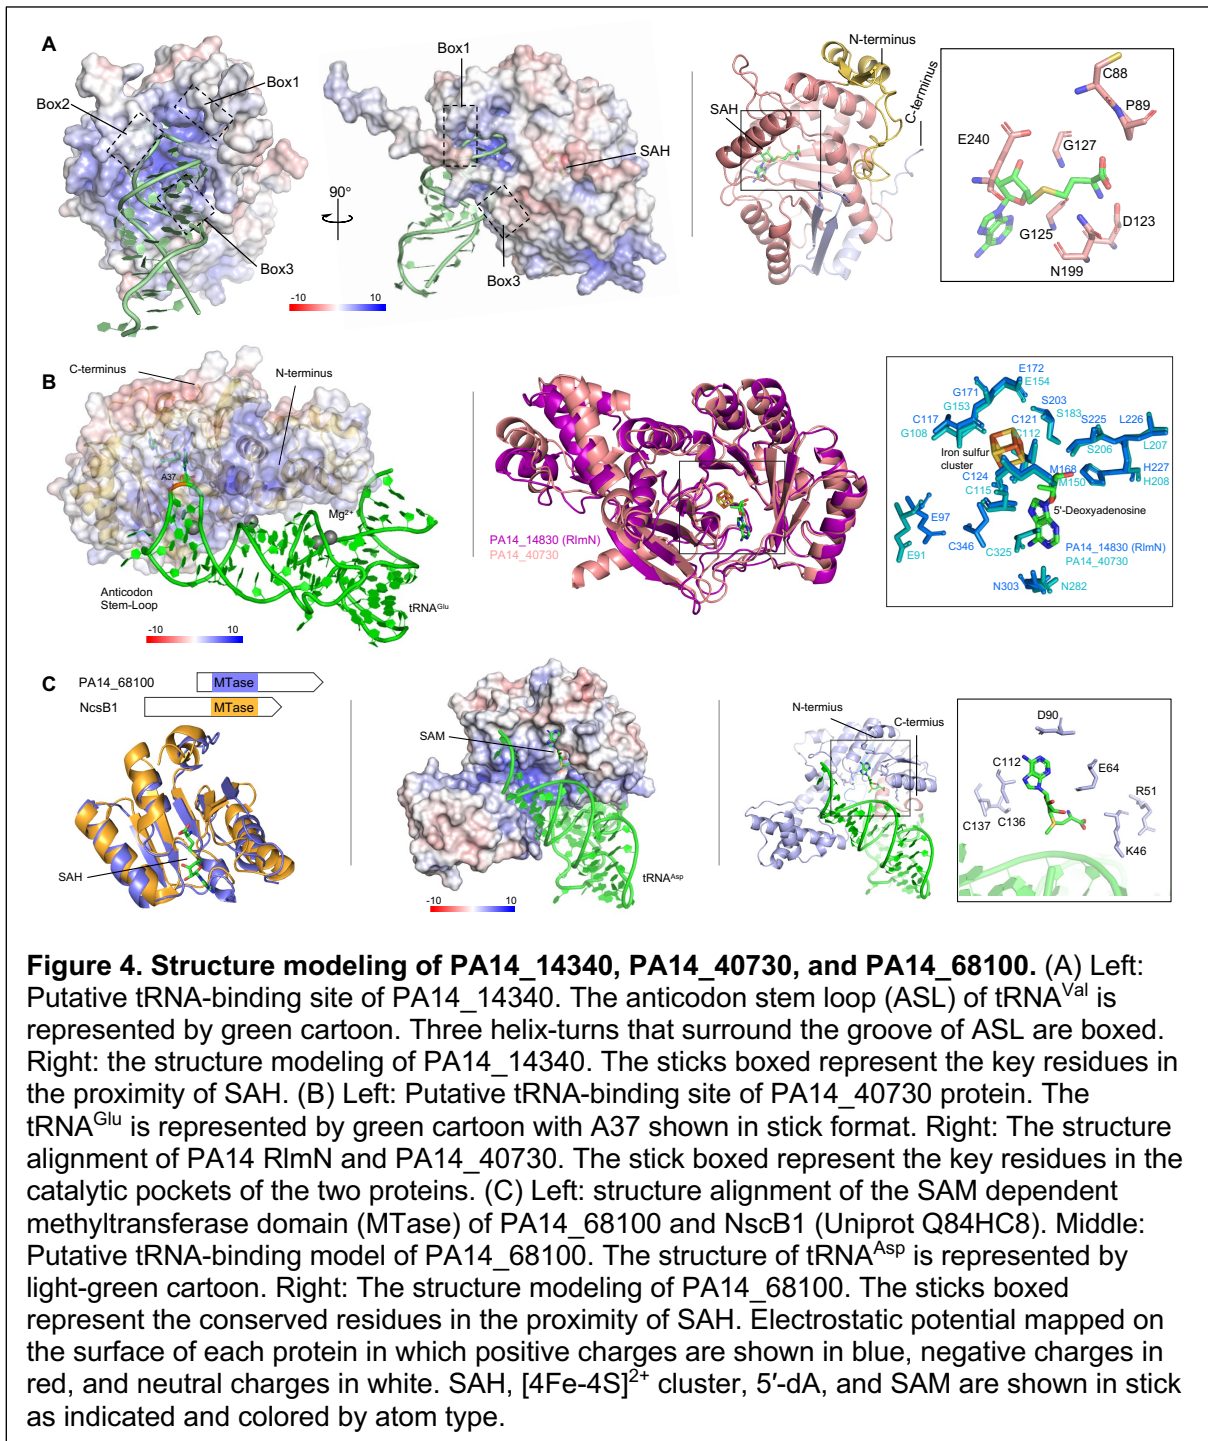 A
Box1
Box2
Box3
90°
Box1
SAH
Box3
-10 10
N-terminus
C-terminus
SAH
C88
P89
E240
G127
G125
D123
N199
B
C-terminus
N-terminus
A37
Mg²⁺
Anticodon
Stem-Loop
tRNAᴳˡᵘ
-10 10
PA14_14830 (RlmN)
PA14_40730
E172
E154
G171
G153
S203
S183
C117
G108
C121
C112
S225
S206
L226
L207
Iron sulfur
cluster
C124
C115
M168
M150
H227
H208
5'-Deoxyadenosine
E97
E91
C346
C325
PA14_14830 (RlmN)
PA14_40730
N303
N282
C
PA14_68100 MTase
NcsB1 MTase
SAH
SAM
tRNAᴬˢᵖ
-10 10
N-termius
C-termius
D90
C112
E64
R51
C137
C136
K46
Figure 4. Structure modeling of PA14_14340, PA14_40730, and PA14_68100. (A) Left:
Putative tRNA-binding site of PA14_14340. The anticodon stem loop (ASL) of tRNAⱽᵃˡ is
represented by green cartoon. Three helix-turns that surround the groove of ASL are boxed.
Right: the structure modeling of PA14_14340. The sticks boxed represent the key residues in
the proximity of SAH. (B) Left: Putative tRNA-binding site of PA14_40730 protein. The
tRNAᴳˡᵘ is represented by green cartoon with A37 shown in stick format. Right: The structure
alignment of PA14 RlmN and PA14_40730. The stick boxed represent the key residues in the
catalytic pockets of the two proteins. (C) Left: structure alignment of the SAM dependent
methyltransferase domain (MTase) of PA14_68100 and NscB1 (Uniprot Q84HC8). Middle:
Putative tRNA-binding model of PA14_68100. The structure of tRNAᴬˢᵖ is represented by
light-green cartoon. Right: The structure modeling of PA14_68100. The sticks boxed
represent the conserved residues in the proximity of SAH. Electrostatic potential mapped on
the surface of each protein in which positive charges are shown in blue, negative charges in
red, and neutral charges in white. SAH, [4Fe-4S]²⁺ cluster, 5′-dA, and SAM are shown in stick
as indicated and colored by atom type.